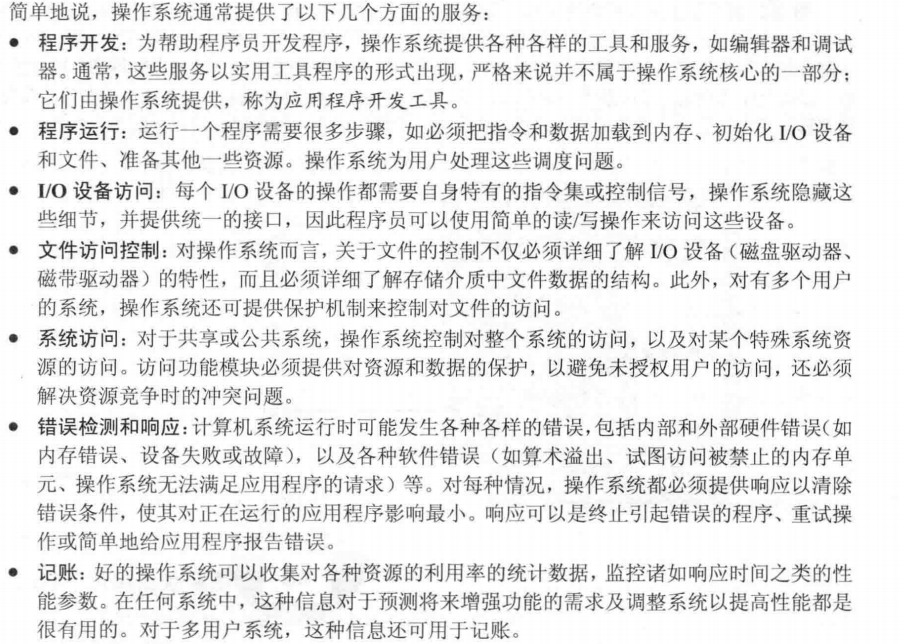 简单地说，操作系统通常提供了以下几个方面的服务：
● 程序开发：为帮助程序员开发程序，操作系统提供各种各样的工具和服务，如编辑器和调试
器。通常，这些服务以实用工具程序的形式出现，严格来说并不属于操作系统核心的一部分；
它们由操作系统提供，称为应用程序开发工具。
● 程序运行：运行一个程序需要很多步骤，如必须把指令和数据加载到内存、初始化 I/O 设备
和文件、准备其他一些资源。操作系统为用户处理这些调度问题。
● I/O 设备访问：每个 I/O 设备的操作都需要自身特有的指令集或控制信号，操作系统隐藏这
些细节，并提供统一的接口，因此程序员可以使用简单的读/写操作来访问这些设备。
● 文件访问控制：对操作系统而言，关于文件的控制不仅必须详细了解 I/O 设备（磁盘驱动器、
磁带驱动器）的特性，而且必须详细了解存储介质中文件数据的结构。此外，对有多个用户
的系统，操作系统还可提供保护机制来控制对文件的访问。
● 系统访问：对于共享或公共系统，操作系统控制对整个系统的访问，以及对某个特殊系统资
源的访问。访问功能模块必须提供对资源和数据的保护，以避免未授权用户的访问，还必须
解决资源竞争时的冲突问题。
● 错误检测和响应：计算机系统运行时可能发生各种各样的错误，包括内部和外部硬件错误（如
内存错误、设备失败或故障），以及各种软件错误（如算术溢出、试图访问被禁止的内存单
元、操作系统无法满足应用程序的请求）等。对每种情况，操作系统都必须提供响应以清除
错误条件，使其对正在运行的应用程序影响最小。响应可以是终止引起错误的程序、重试操
作或简单地给应用程序报告错误。
● 记账：好的操作系统可以收集对各种资源的利用率的统计数据，监控诸如响应时间之类的性
能参数。在任何系统中，这种信息对于预测将来增强功能的需求及调整系统以提高性能都是
很有用的。对于多用户系统，这种信息还可用于记账。